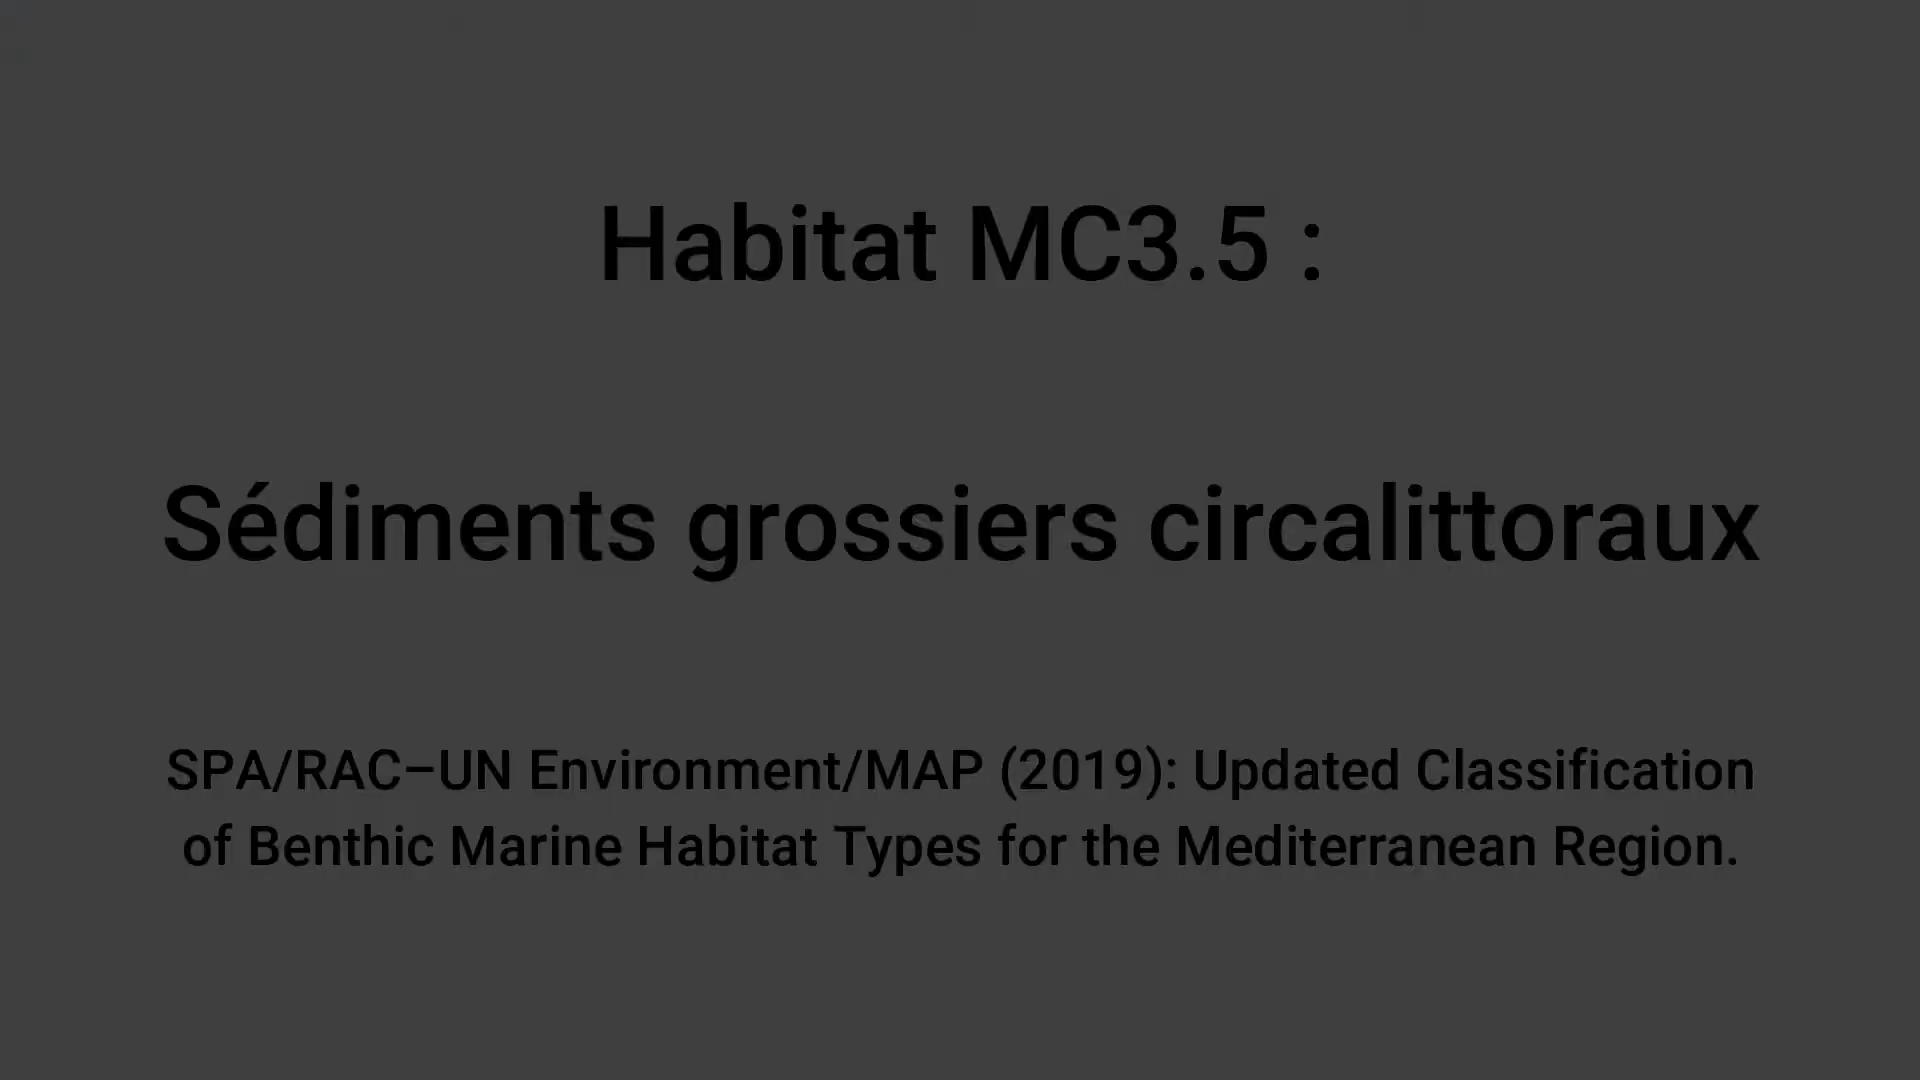 Habitat MC3.5 :
Sédiments grossiers circalittoraux
SPA/RAC–UN Environment/MAP (2019): Updated Classification
of Benthic Marine Habitat Types for the Mediterranean Region.